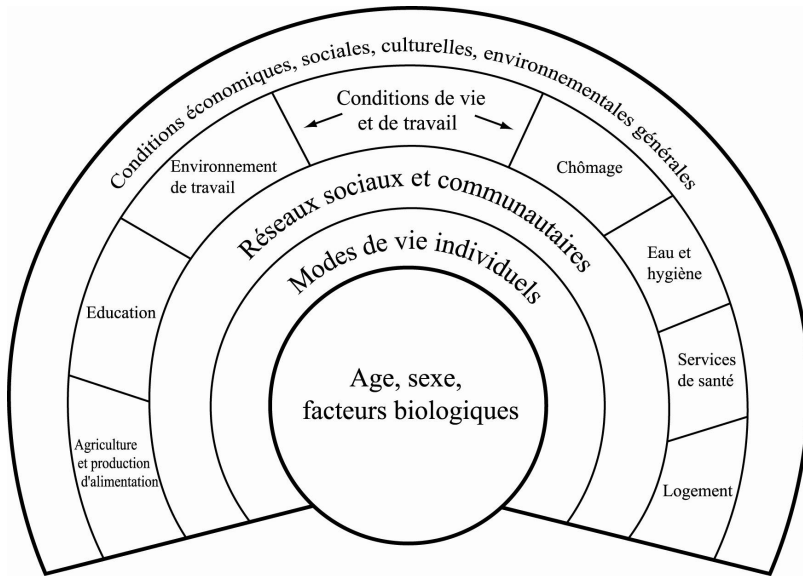 Conditions économiques, sociales, culturelles, environnementales générales
Conditions de vie
et de travail
Environnement
de travail
Chômage
Réseaux sociaux et communautaires
Modes de vie individuels
Eau et
hygiène
Education
Services
de santé
Age, sexe,
facteurs biologiques
Agriculture
et production
d'alimentation
Logement